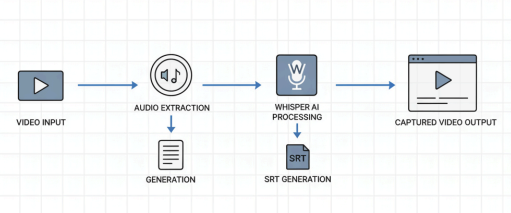 VIDEO INPUT
AUDIO EXTRACTION
W
WHISPER AI
PROCESSING
CAPTURED VIDEO OUTPUT
GENERATION
SRT
SRT GENERATION